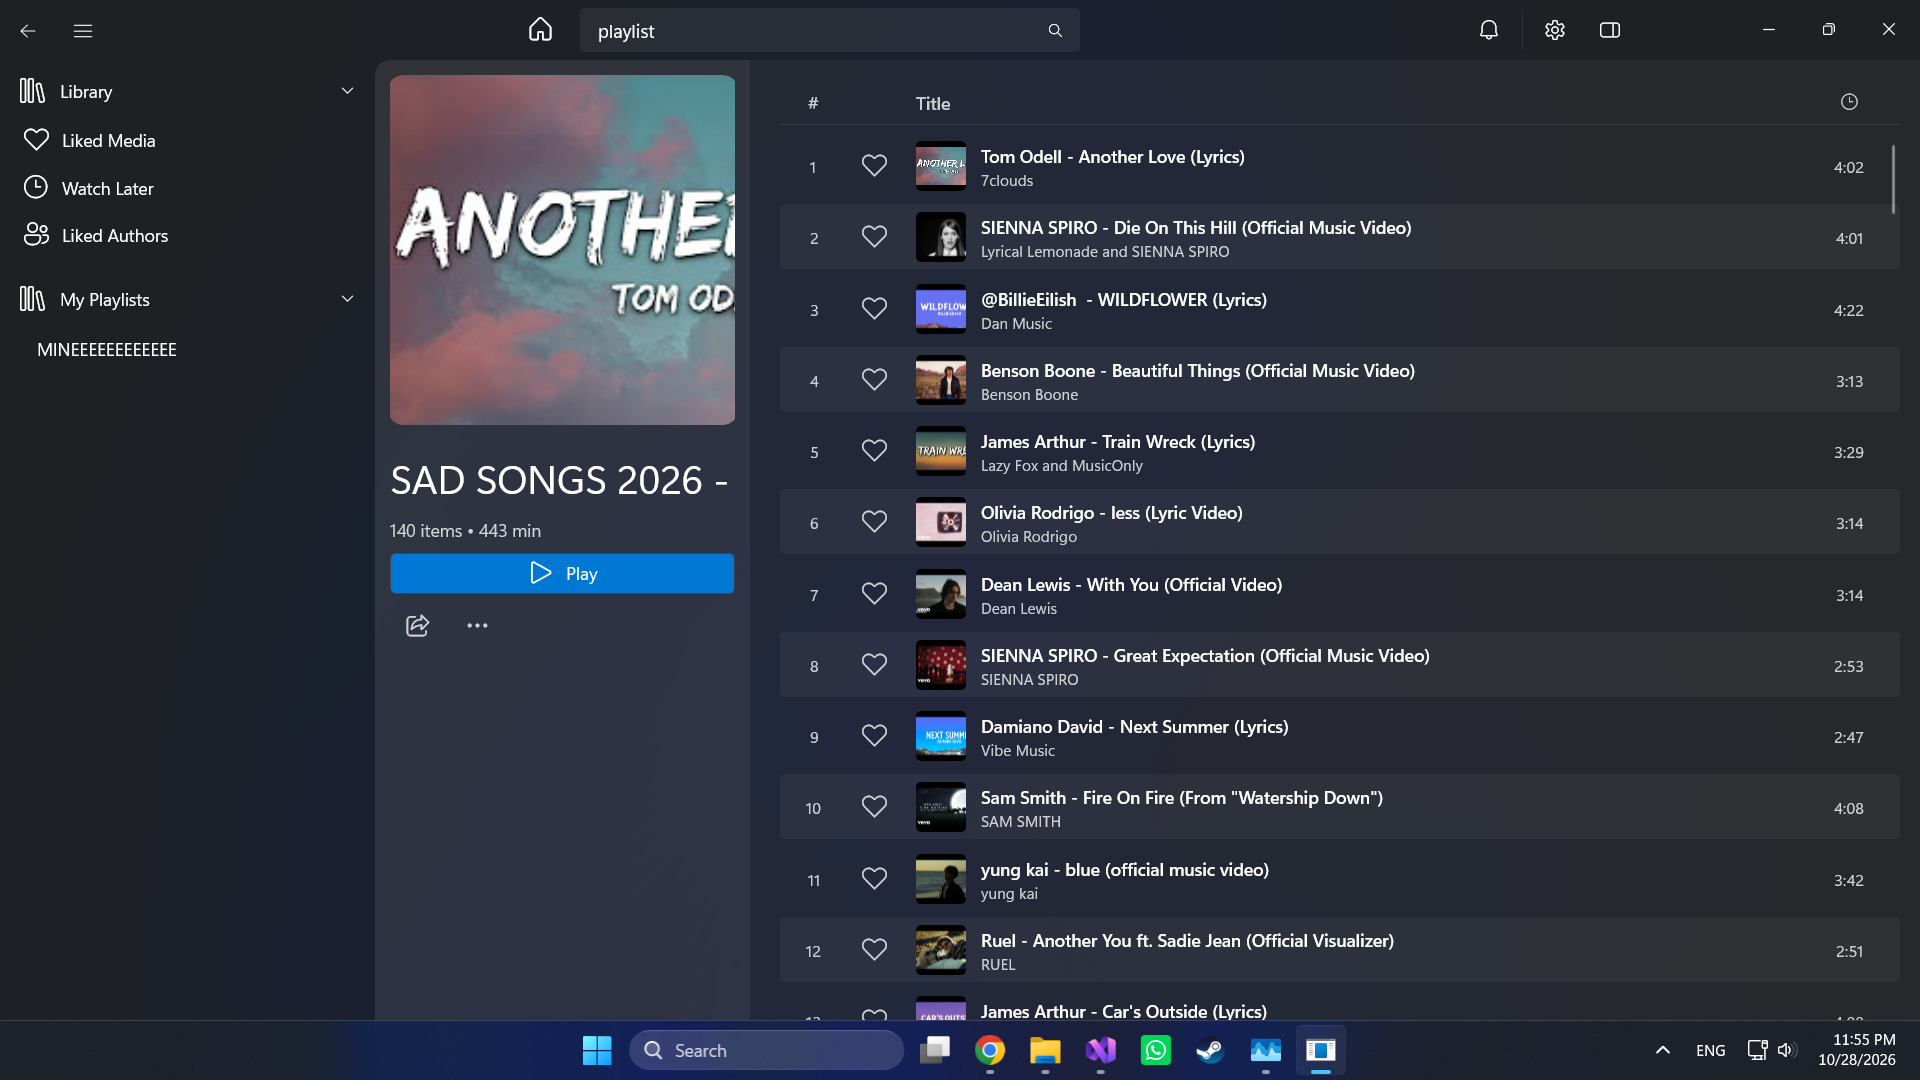 playlist
Library
Liked Media
Watch Later
Liked Authors
My Playlists
MINEEEEEEEEEEEE
ANOTHER
TOM OD
SAD SONGS 2026 -
140 items • 443 min
Play
# Title
1 Tom Odell - Another Love (Lyrics) 4:02
7clouds
2 SIENNA SPIRO - Die On This Hill (Official Music Video) 4:01
Lyrical Lemonade and SIENNA SPIRO
3 @BillieEilish - WILDFLOWER (Lyrics) 4:22
Dan Music
4 Benson Boone - Beautiful Things (Official Music Video) 3:13
Benson Boone
5 James Arthur - Train Wreck (Lyrics) 3:29
Lazy Fox and MusicOnly
6 Olivia Rodrigo - less (Lyric Video) 3:14
Olivia Rodrigo
7 Dean Lewis - With You (Official Video) 3:14
Dean Lewis
8 SIENNA SPIRO - Great Expectation (Official Music Video) 2:53
SIENNA SPIRO
9 Damiano David - Next Summer (Lyrics) 2:47
Vibe Music
10 Sam Smith - Fire On Fire (From "Watership Down") 4:08
SAM SMITH
11 yung kai - blue (official music video) 3:42
yung kai
12 Ruel - Another You ft. Sadie Jean (Official Visualizer) 2:51
RUEL
James Arthur - Car's Outside (Lyrics)
Search
ENG
11:55 PM
10/28/2026